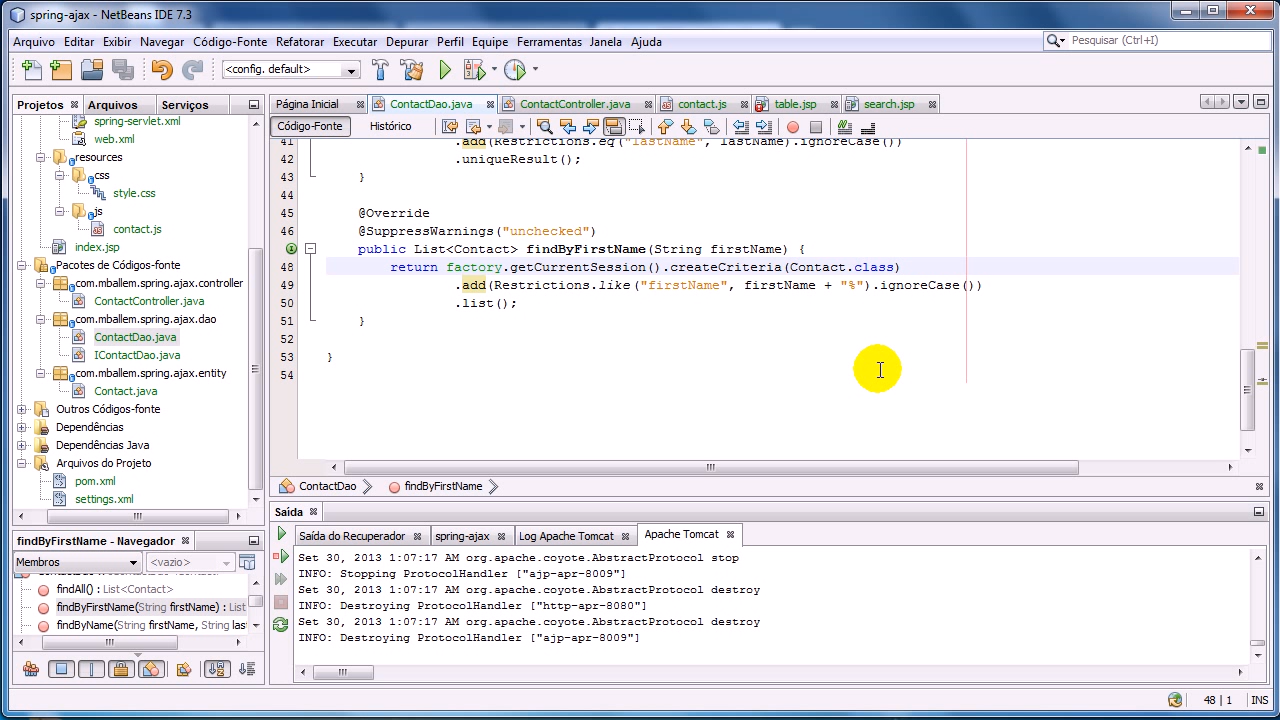 spring-ajax - NetBeans IDE 7.3
Arquivo Editar Exibir Navegar Código-Fonte Refatorar Executar Depurar Perfil Equipe Ferramentas Janela Ajuda
Pesquisar (Ctrl+I)
<config. default>
Projetos Arquivos Serviços
spring-servlet.xml
web.xml
resources
css
style.css
js
contact.js
index.jsp
Pacotes de Códigos-fonte
com.mballem.spring.ajax.controller
ContactController.java
com.mballem.spring.ajax.dao
ContactDao.java
IContactDao.java
com.mballem.spring.ajax.entity
Contact.java
Outros Códigos-fonte
Dependências
Dependências Java
Arquivos do Projeto
pom.xml
settings.xml
findByFirstName - Navegador
Membros <vazio>
findAll() : List<Contact>
findByFirstName(String firstName) : List
findByName(String firstName, String las
Página Inicial ContactDao.java ContactController.java contact.js table.jsp search.jsp
Código-Fonte Histórico
41 .add(Restrictions.eq("lastName", lastName).ignoreCase())
42 .uniqueResult();
43 }
44
45 @Override
46 @SuppressWarnings("unchecked")
47 public List<Contact> findByFirstName(String firstName) {
48 return factory.getCurrentSession().createCriteria(Contact.class)
49 .add(Restrictions.like("firstName", firstName + "%").ignoreCase())
50 .list();
51 }
52
53 }
54
ContactDao findByFirstName
Saída
Saída do Recuperador spring-ajax Log Apache Tomcat Apache Tomcat
Set 30, 2013 1:07:17 AM org.apache.coyote.AbstractProtocol stop
INFO: Stopping ProtocolHandler ["ajp-apr-8009"]
Set 30, 2013 1:07:17 AM org.apache.coyote.AbstractProtocol destroy
INFO: Destroying ProtocolHandler ["http-apr-8080"]
Set 30, 2013 1:07:17 AM org.apache.coyote.AbstractProtocol destroy
INFO: Destroying ProtocolHandler ["ajp-apr-8009"]
48 | 1 INS